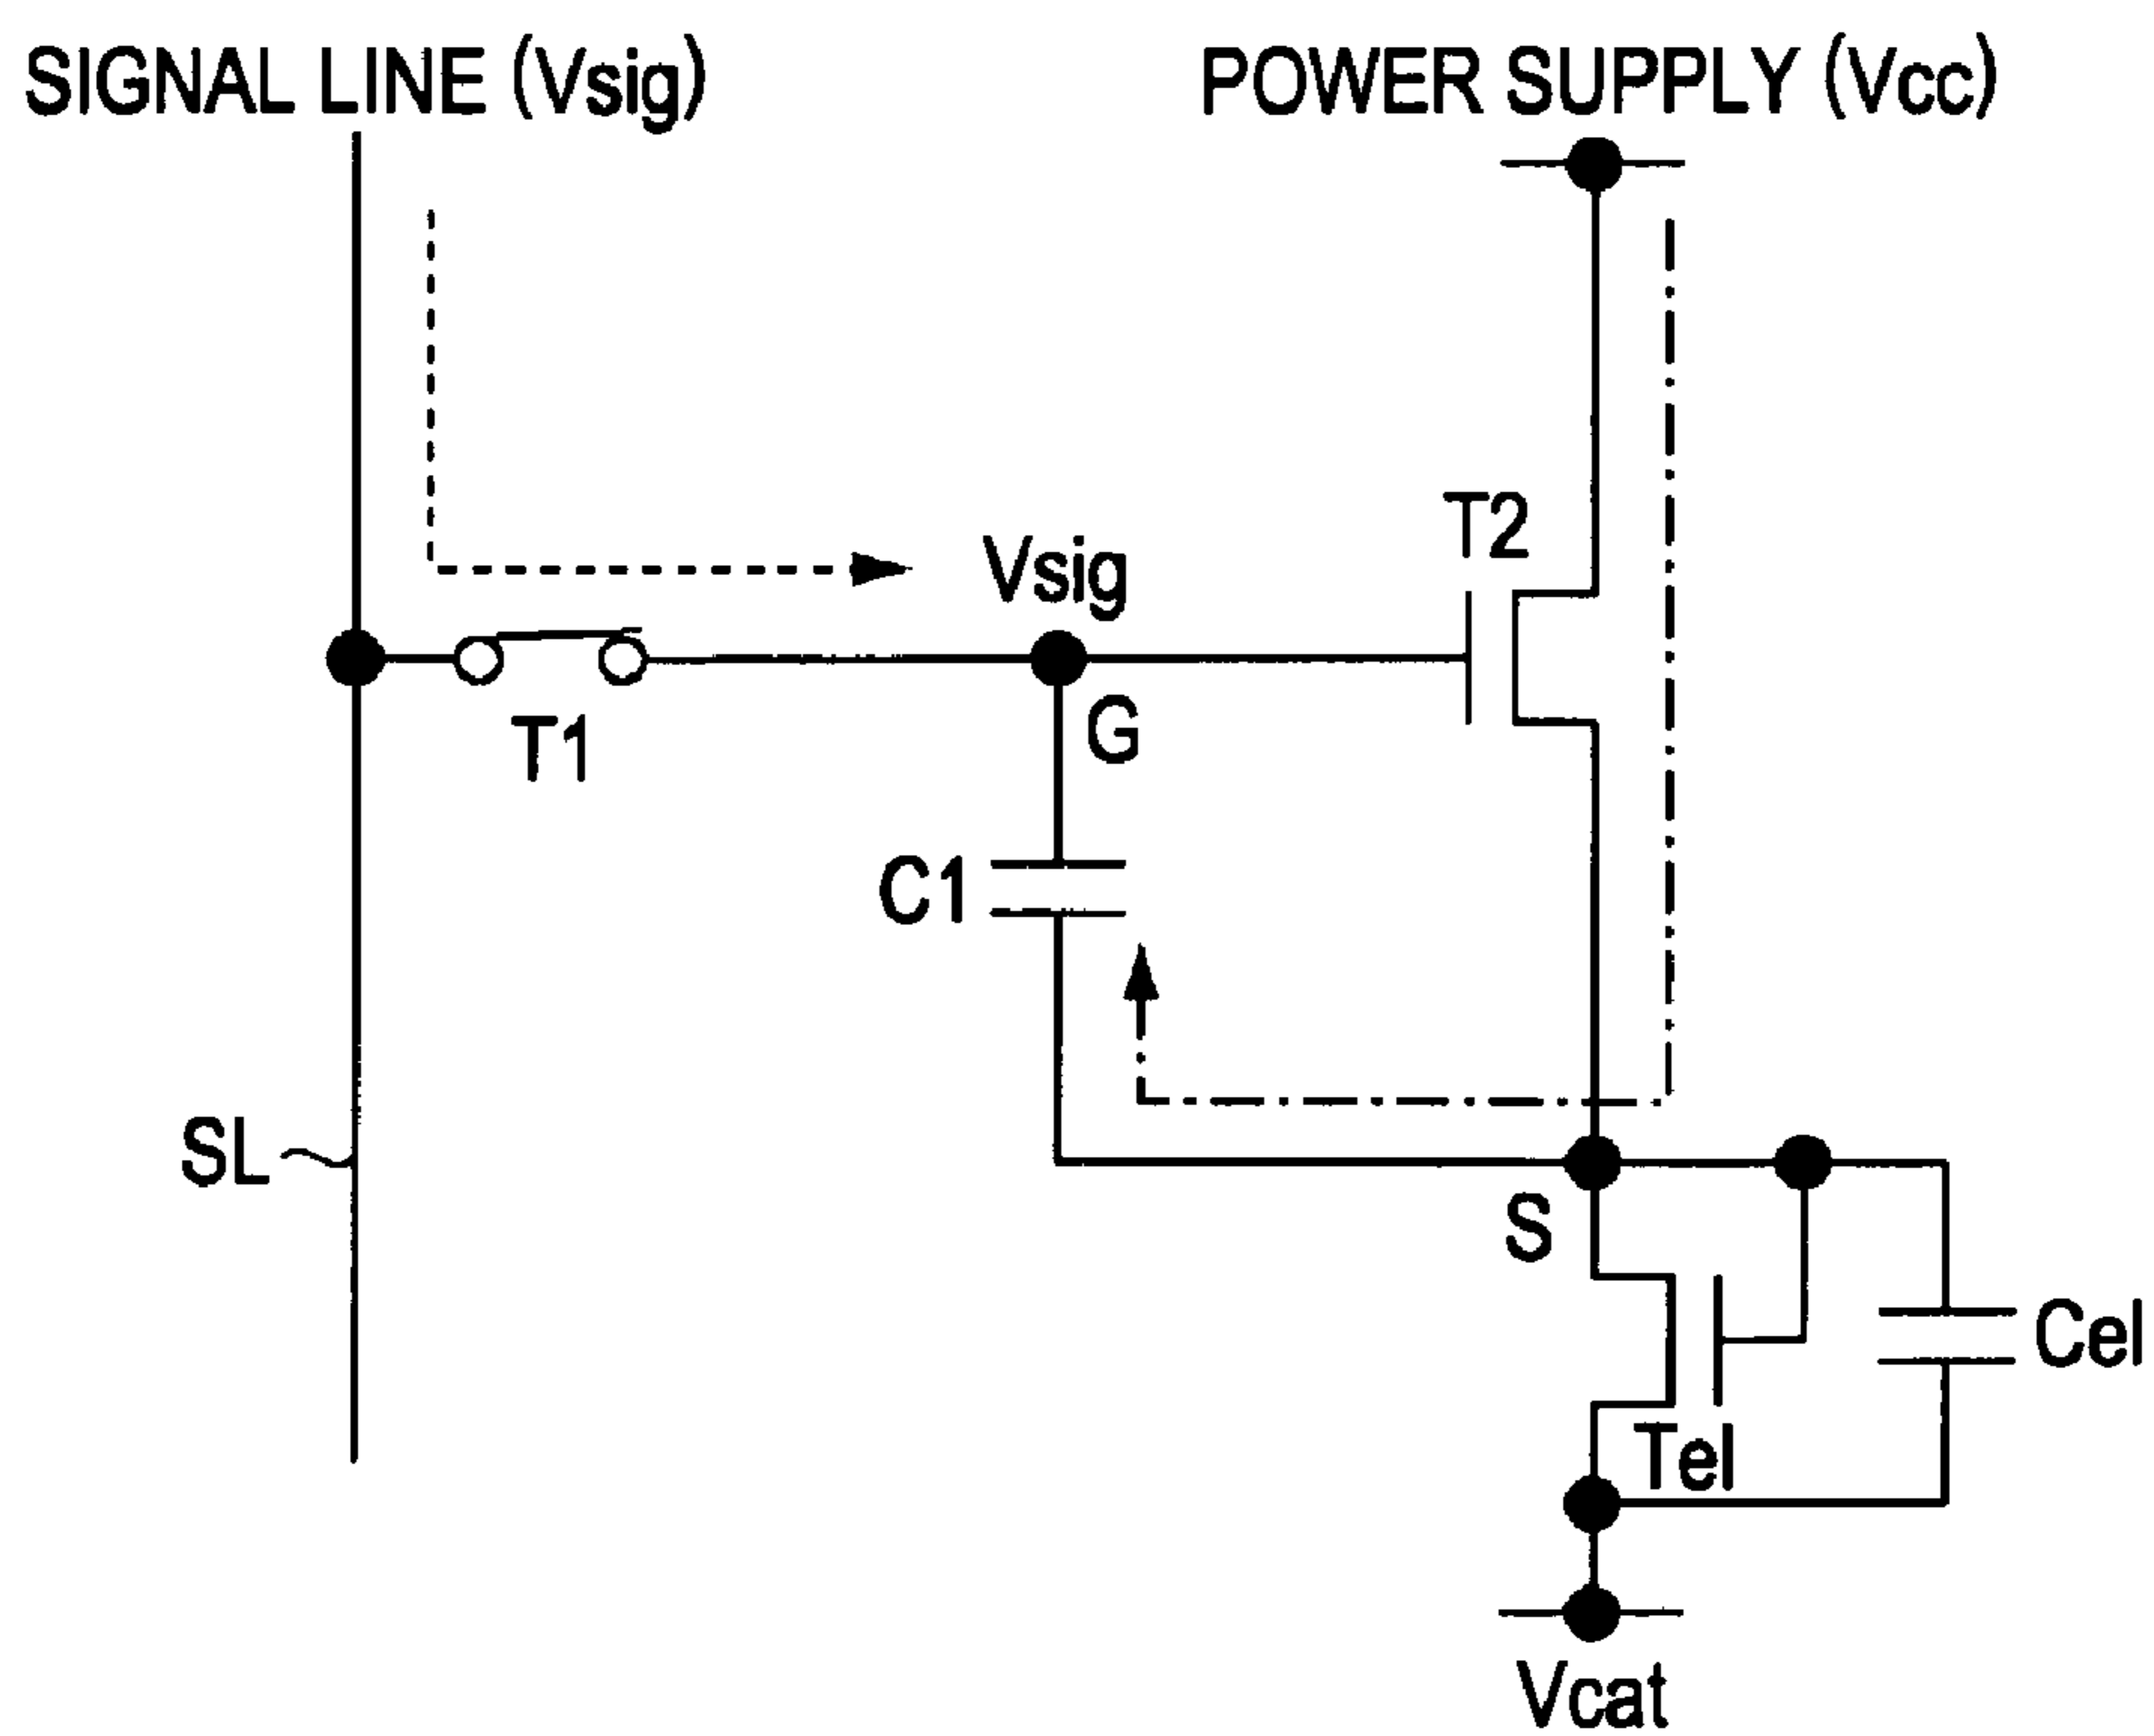 SIGNAL LINE (Vsig)
POWER SUPPLY (Vcc)
T2
Vsig
G
T1
C1
SL
S
Cel
Tel
Vcat